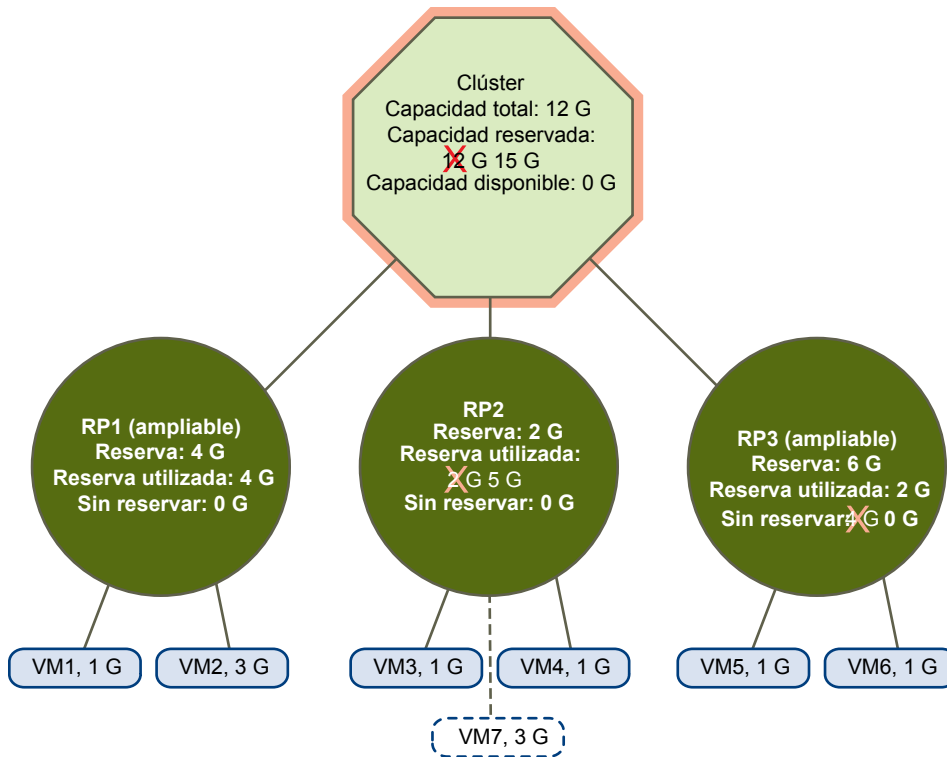 Clúster
Capacidad total: 12 G
Capacidad reservada:
12 G 15 G
Capacidad disponible: 0 G
RP1 (ampliable)
Reserva: 4 G
Reserva utilizada: 4 G
Sin reservar: 0 G
RP2
Reserva: 2 G
Reserva utilizada:
2 G 5 G
Sin reservar: 0 G
RP3 (ampliable)
Reserva: 6 G
Reserva utilizada: 2 G
Sin reservar: 4 G 0 G
VM1, 1 G
VM2, 3 G
VM3, 1 G
VM4, 1 G
VM5, 1 G
VM6, 1 G
VM7, 3 G